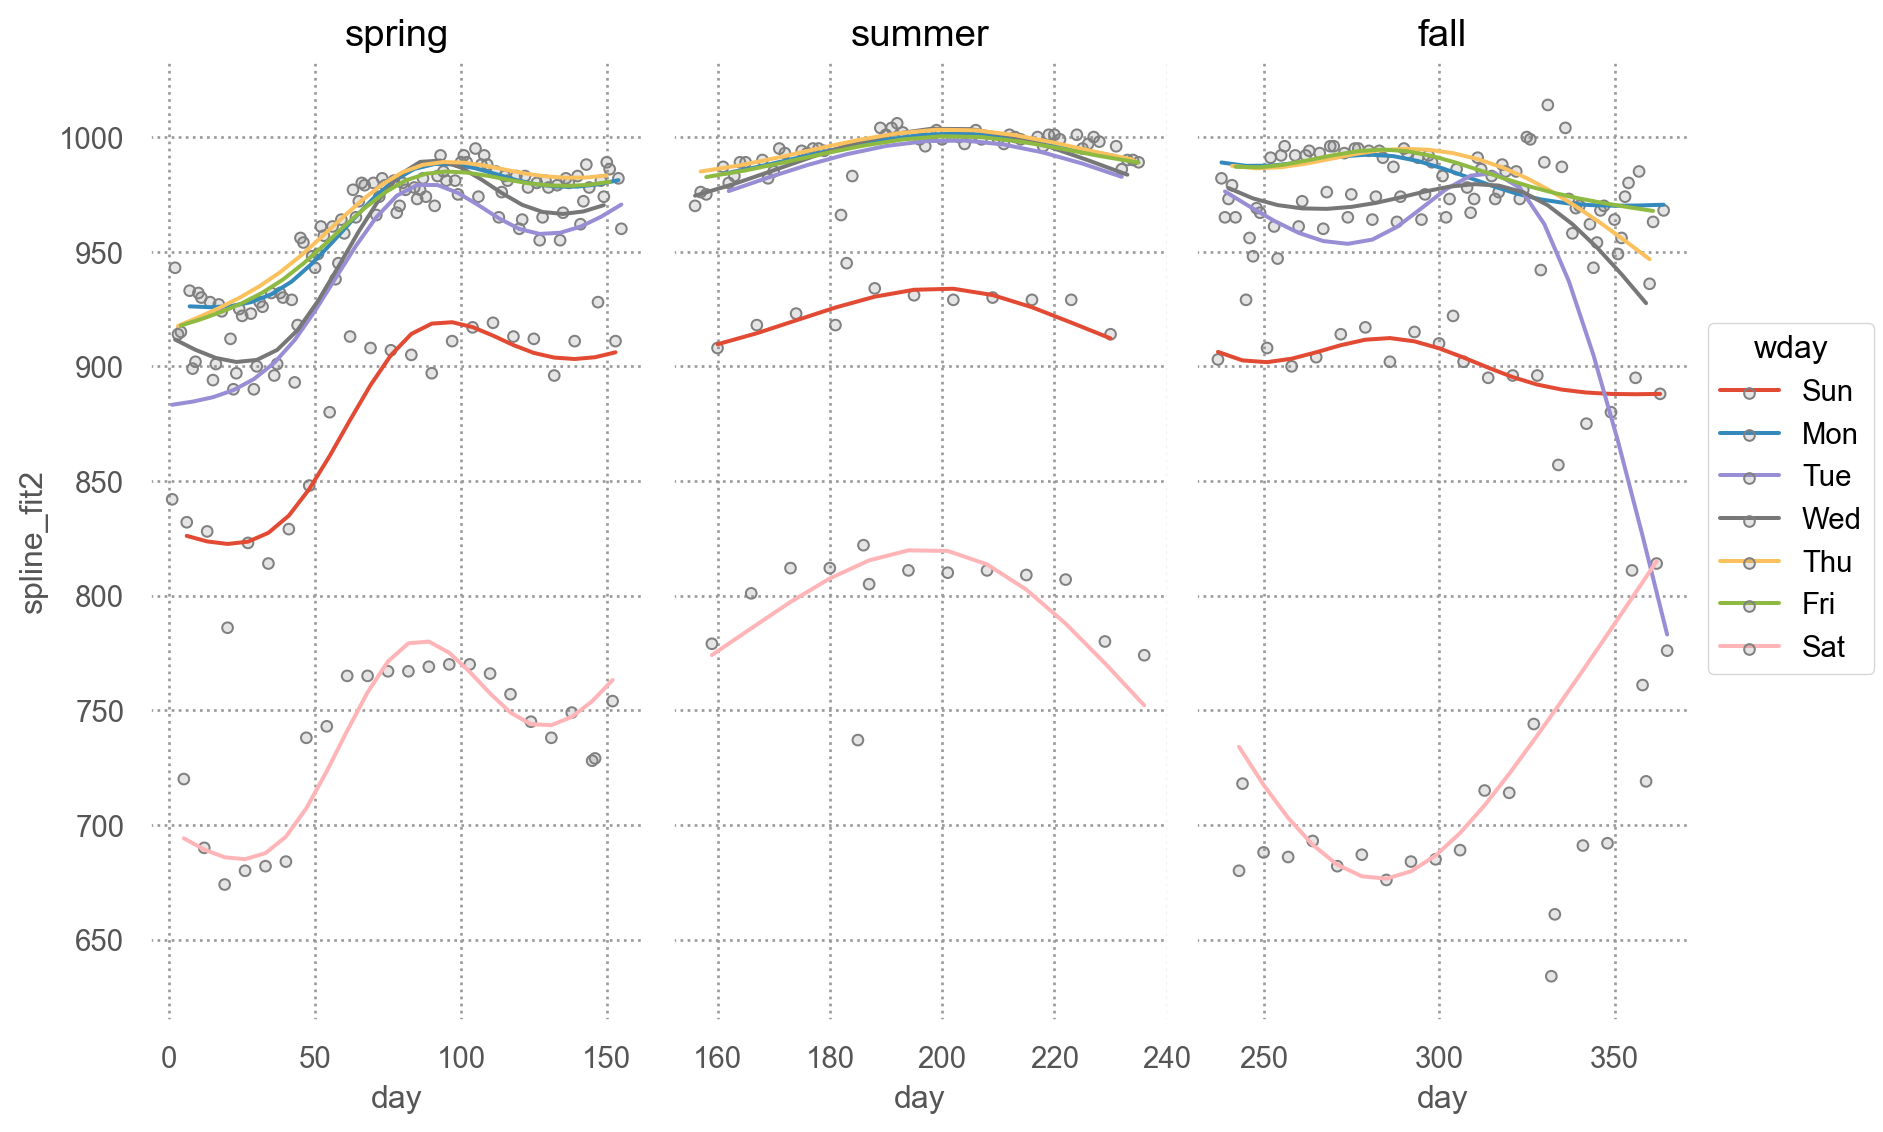 spring summer fall
1000
950
900
850
800
750
700
650
spline_fit2
0 50 100 150
160 180 200 220 240
250 300 350
day day day
wday
Sun
Mon
Tue
Wed
Thu
Fri
Sat